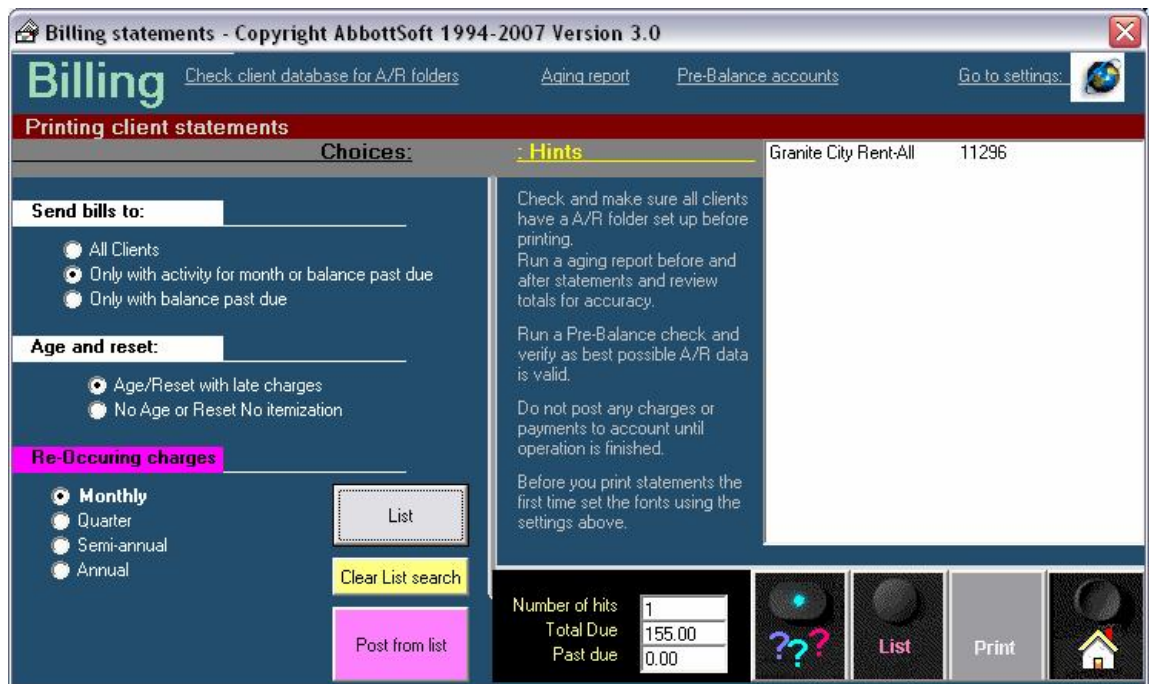 Billing statements - Copyright AbbottSoft 1994-2007 Version 3.0
Billing
Check client database for A/R folders
Aging report
Pre-Balance accounts
Go to settings:
Printing client statements
Choices:
: Hints
Send bills to:
All Clients
Only with activity for month or balance past due
Only with balance past due
Age and reset:
Age/Reset with late charges
No Age or Reset No itemization
Re-Occuring charges
Monthly
Quarter
Semi-annual
Annual
List
Clear List search
Post from list
Check and make sure all clients
have a A/R folder set up before
printing.
Run a aging report before and
after statements and review
totals for accuracy.
Run a Pre-Balance check and
verify as best possible A/R data
is valid.
Do not post any charges or
payments to account until
operation is finished.
Before you print statements the
first time set the fonts using the
settings above.
Granite City Rent-All 11296
Number of hits 1
Total Due 155.00
Past due 0.00
???
List
Print